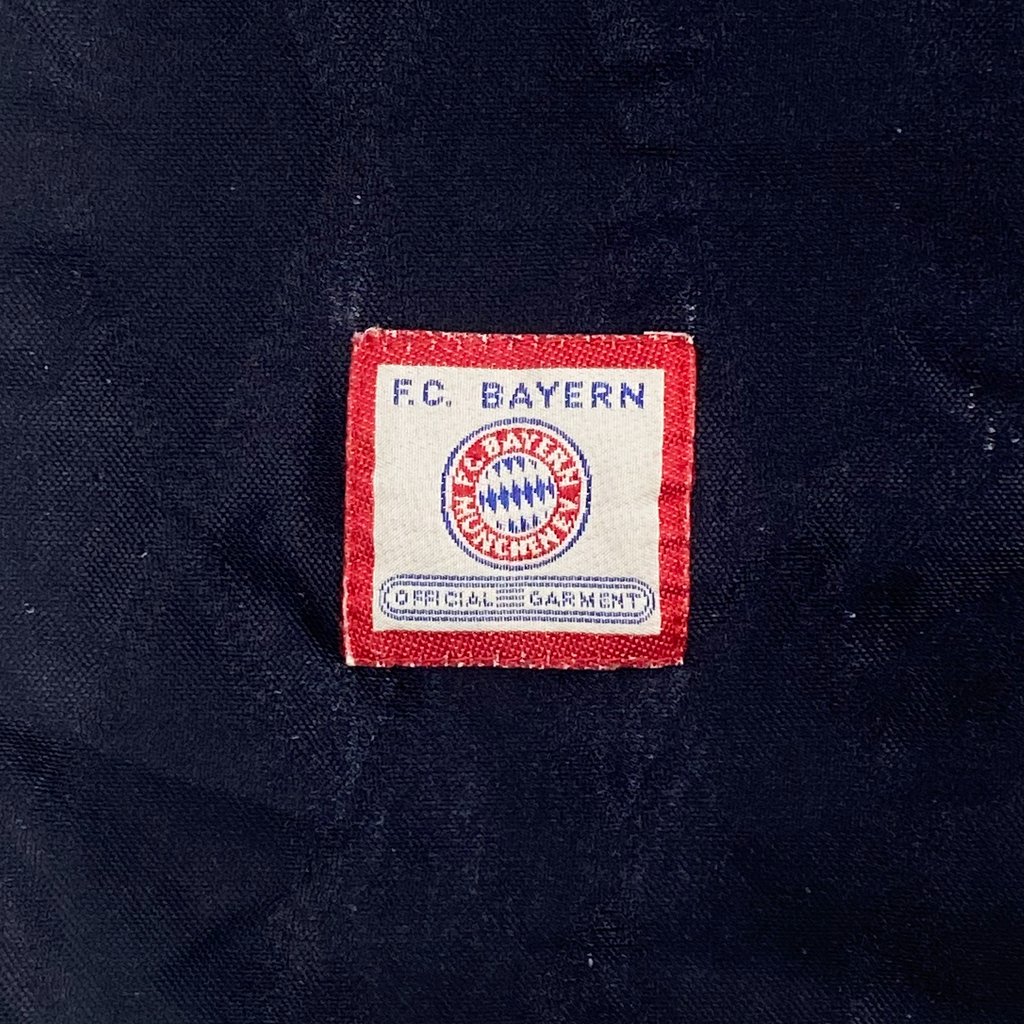 F.C. BAYERN
F.C. BAYERN
MÜNCHEN E.V.
OFFICIAL GARMENT